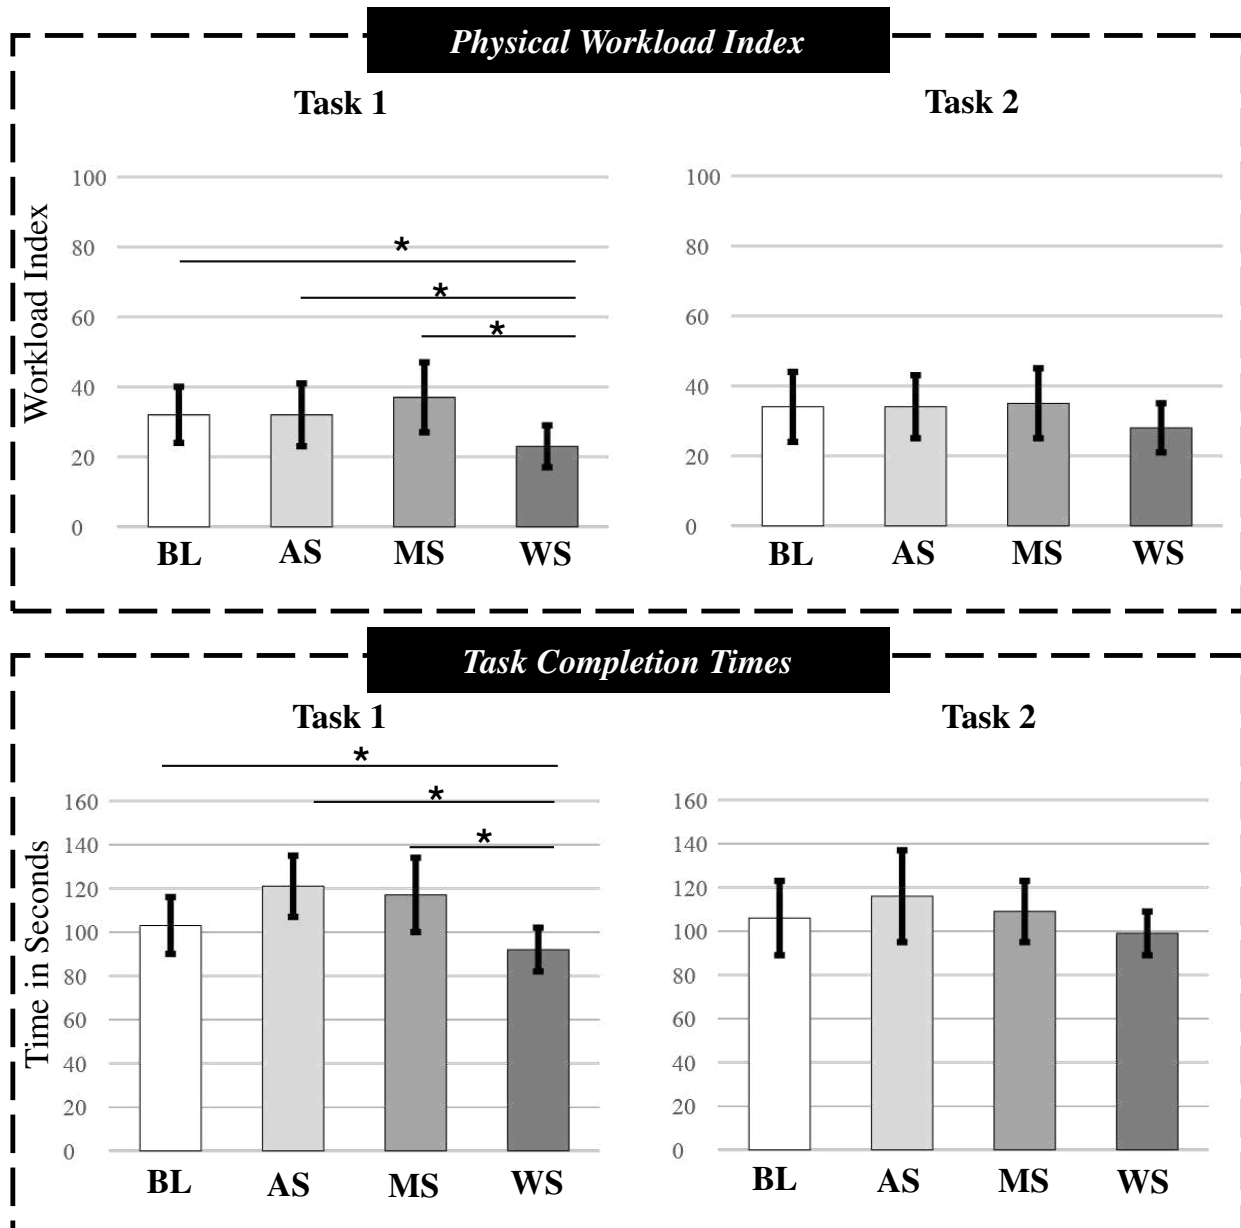 Physical Workload Index
Task 1
Task 2
Workload Index
100
80
60
40
20
0
*
*
*
BL
AS
MS
WS
100
80
60
40
20
0
BL
AS
MS
WS
Task Completion Times
Task 1
Task 2
Time in Seconds
*
*
*
160
140
120
100
80
60
40
20
0
BL
AS
MS
WS
160
140
120
100
80
60
40
20
0
BL
AS
MS
WS